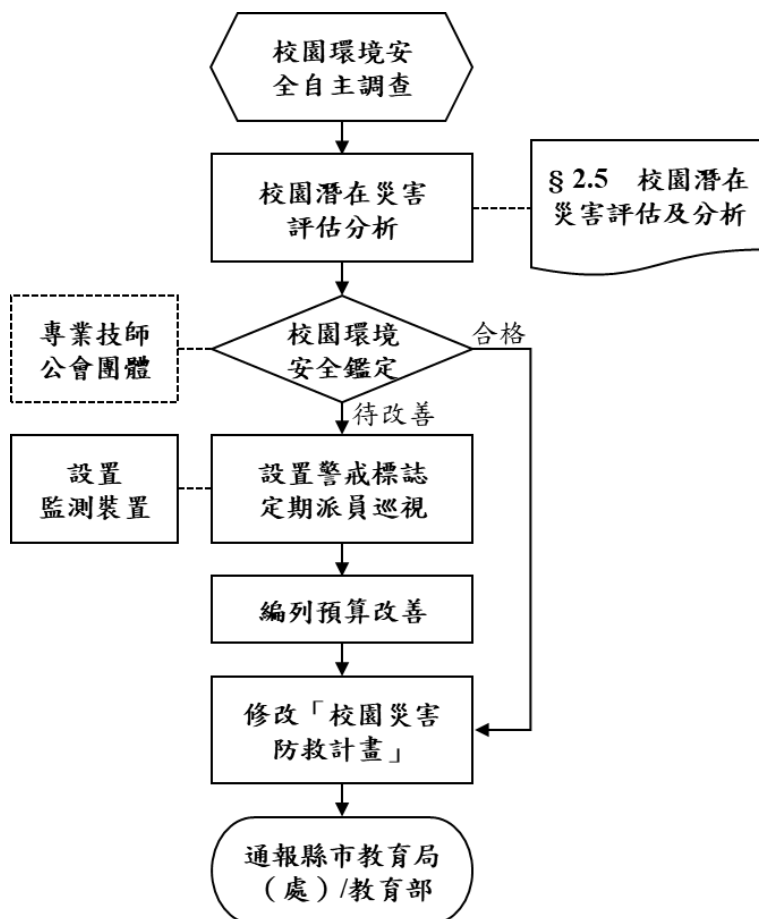 校園環境安
全自主調查
校園潛在災害
評估分析
§ 2.5 校園潛在
災害評估及分析
專業技師
公會團體
校園環境
安全鑑定
合格
待改善
設置
監測裝置
設置警戒標誌
定期派員巡視
編列預算改善
修改「校園災害
防救計畫」
通報縣市教育局
（處）/教育部